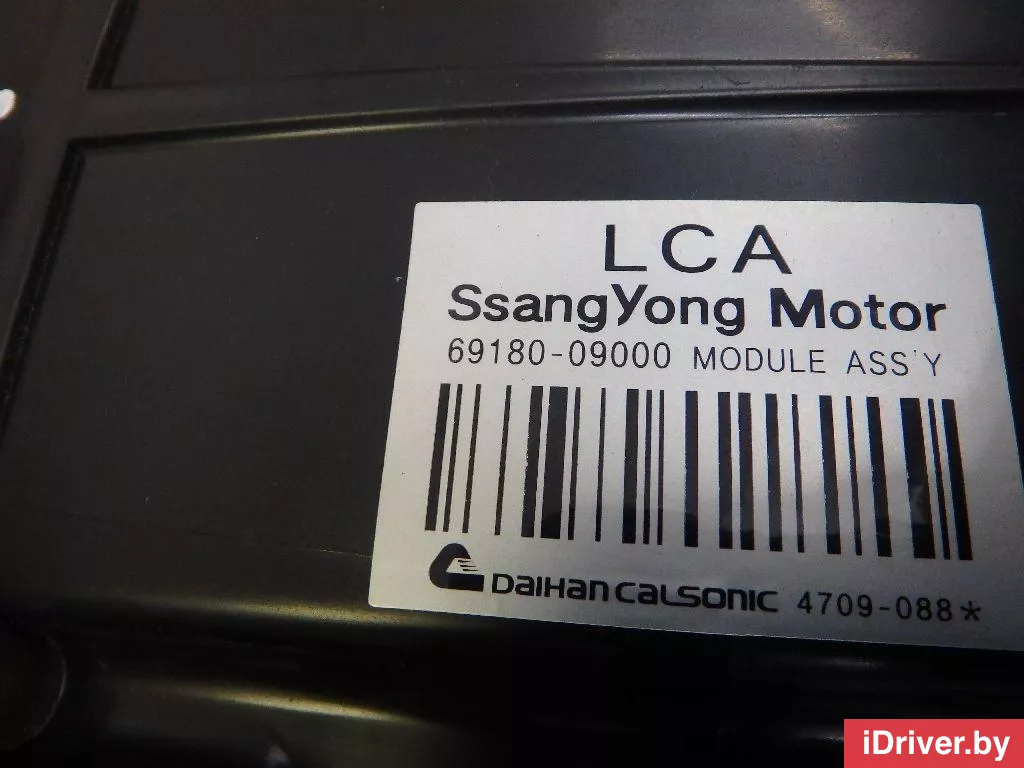 LCA
SsangYong Motor
69180-09000 MODULE ASS'Y
DAIHAN CALSONIC 4709-088*
iDriver.by